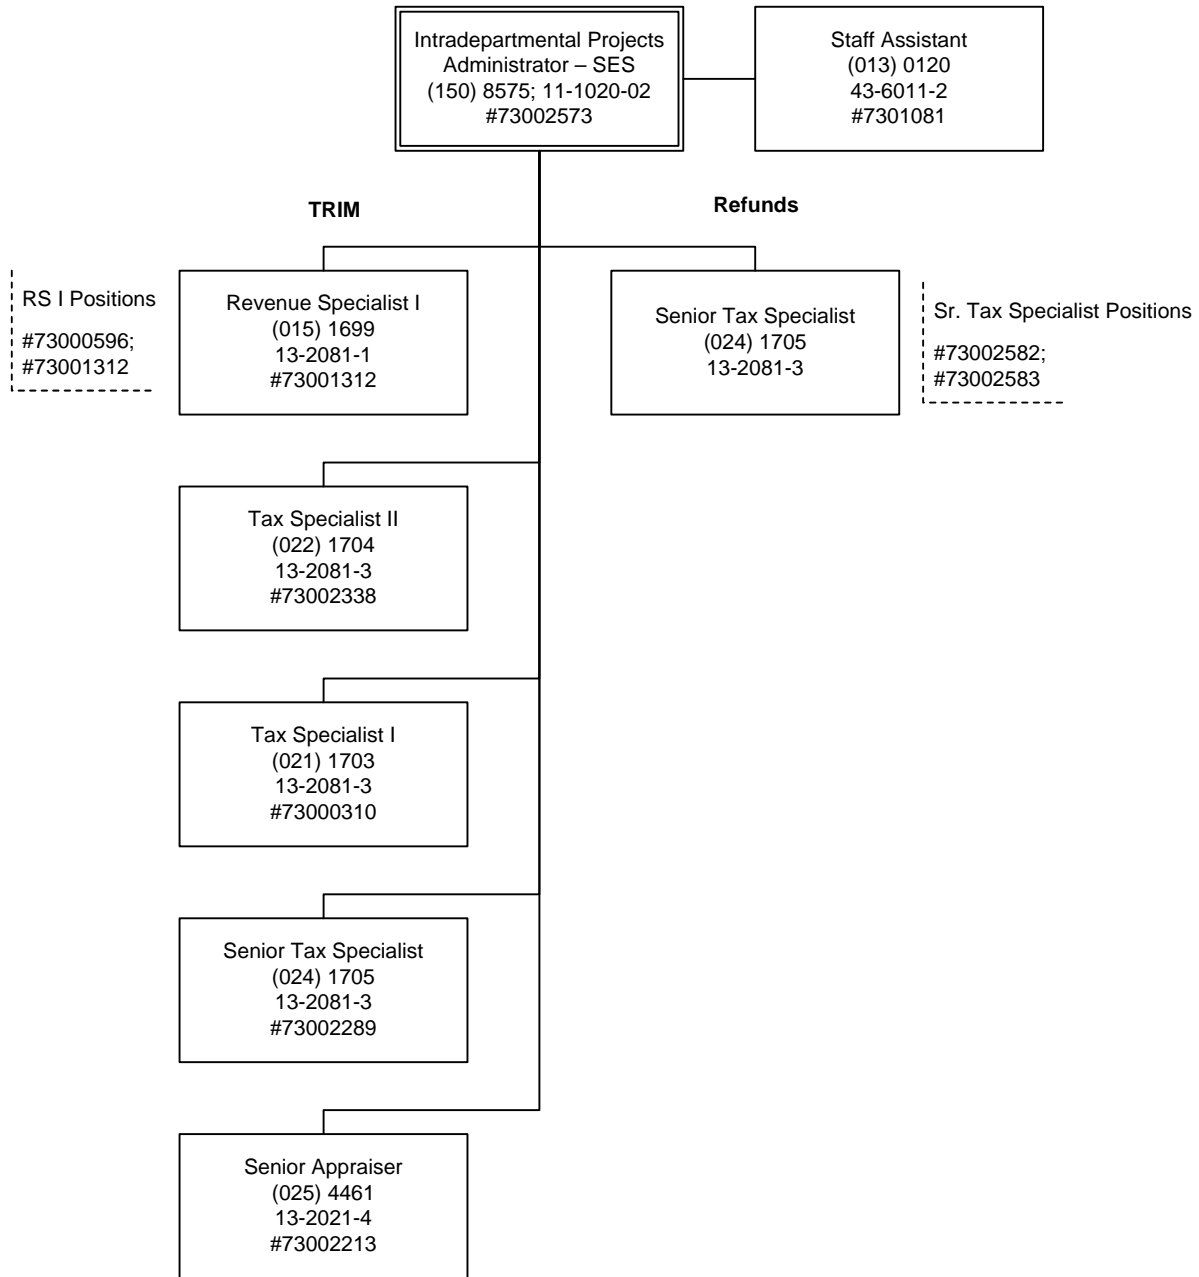 Intradepartmental Projects
Administrator – SES
(150) 8575; 11-1020-02
#73002573
Staff Assistant
(013) 0120
43-6011-2
#7301081
TRIM
Refunds
RS I Positions
#73000596;
#73001312
Revenue Specialist I
(015) 1699
13-2081-1
#73001312
Senior Tax Specialist
(024) 1705
13-2081-3
Sr. Tax Specialist Positions
#73002582;
#73002583
Tax Specialist II
(022) 1704
13-2081-3
#73002338
Tax Specialist I
(021) 1703
13-2081-3
#73000310
Senior Tax Specialist
(024) 1705
13-2081-3
#73002289
Senior Appraiser
(025) 4461
13-2021-4
#73002213